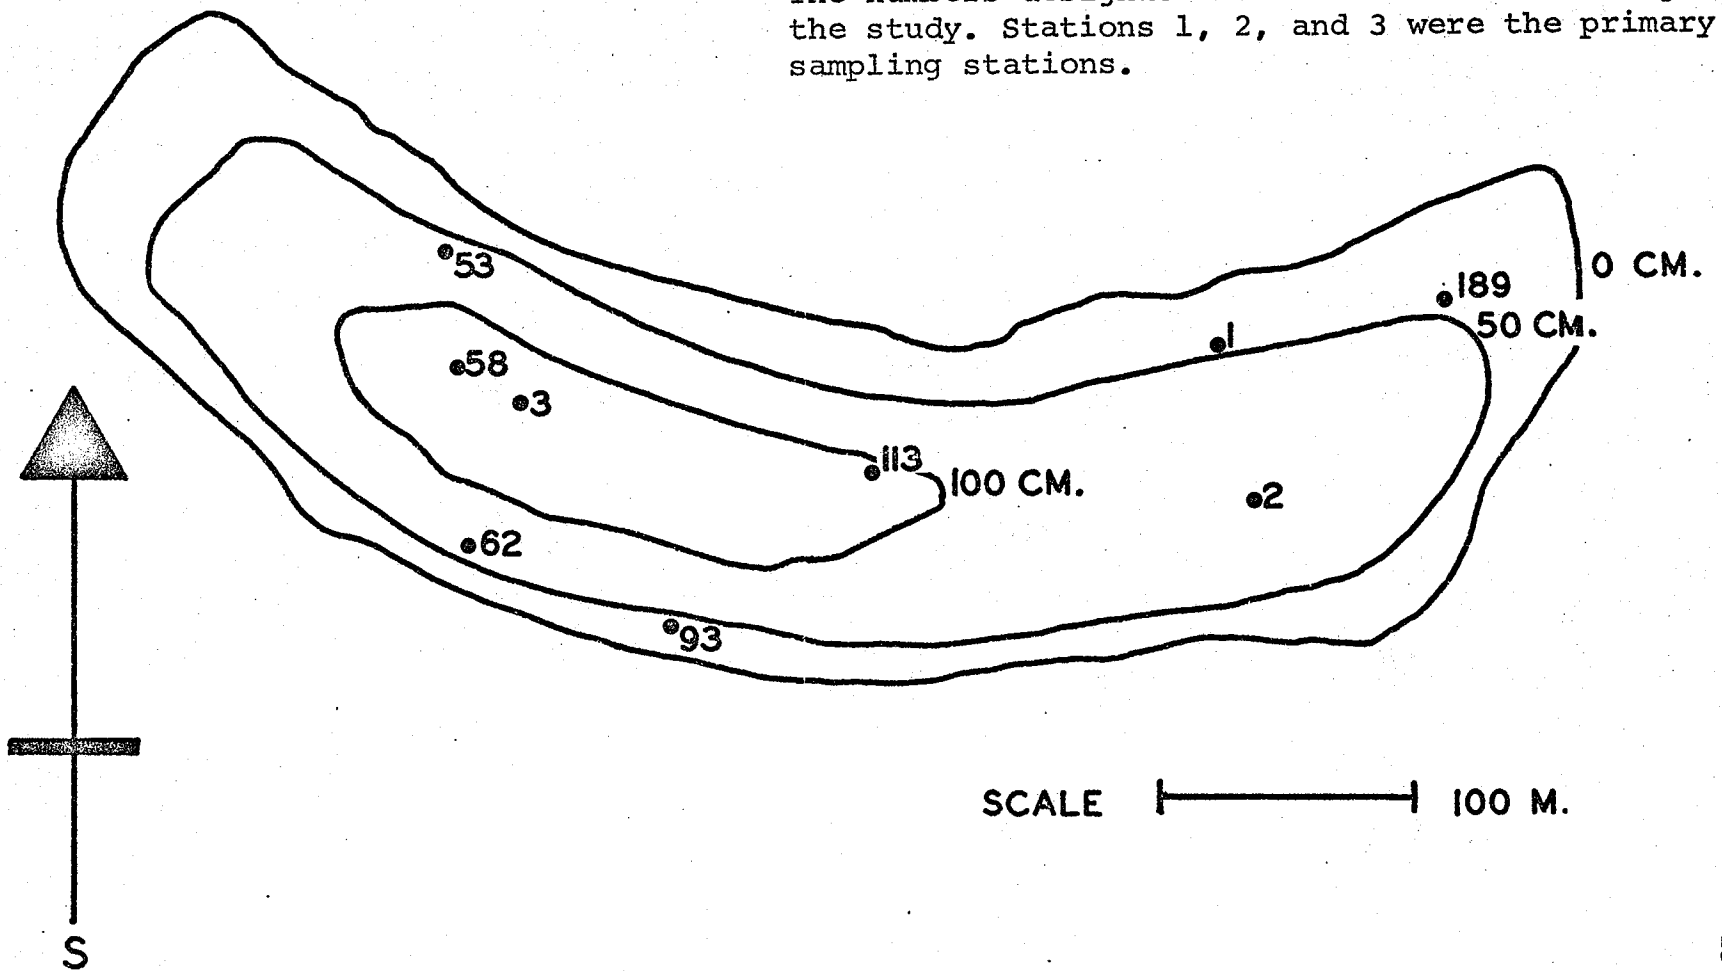 the study. Stations 1, 2, and 3 were the primary
sampling stations.
53
189
0 CM.
50 CM.
1
58
3
113
100 CM.
2
62
93
SCALE 100 M.
S